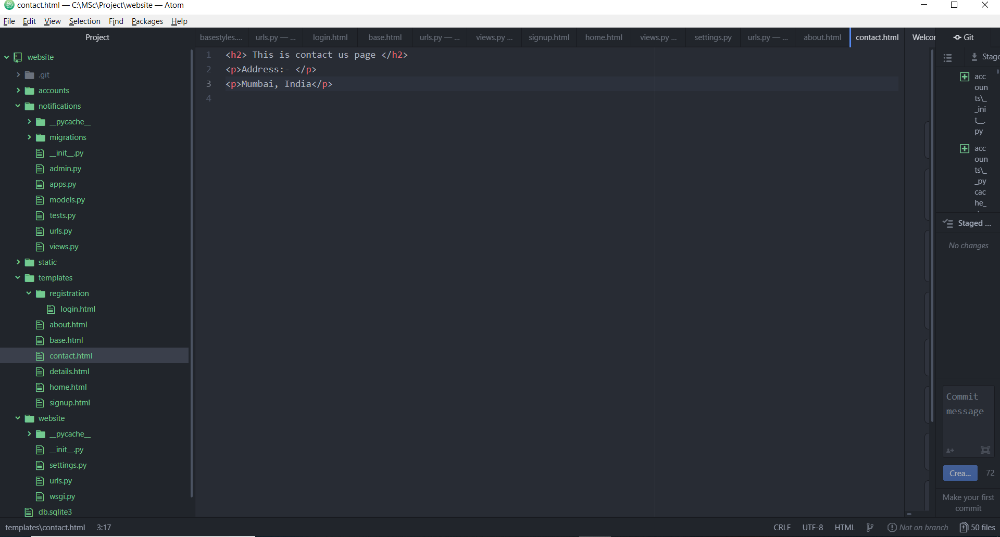 contact.html — C:\MSc\Project\website — Atom
File Edit View Selection Find Packages Help
Project
website
.git
accounts
notifications
__pycache__
migrations
__init__.py
admin.py
apps.py
models.py
tests.py
urls.py
views.py
static
templates
registration
login.html
about.html
base.html
contact.html
details.html
home.html
signup.html
website
__pycache__
__init__.py
settings.py
urls.py
wsgi.py
db.sqlite3
basestyles.... urls.py — ... login.html base.html urls.py — ... views.py ... signup.html home.html views.py ... settings.py urls.py — ... about.html contact.html Welcor
1 <h2> This is contact us page </h2>
2 <p>Address:- </p>
3 <p>Mumbai, India</p>
4
Git
Stage
acc
oun
ts\_
_ini
t__.
py
acc
oun
ts\_
_py
cac
he_
Staged ...
No changes
Commit
message
Crea... 72
Make your first
commit
templates\contact.html 3:17 CRLF UTF-8 HTML Not on branch 50 files